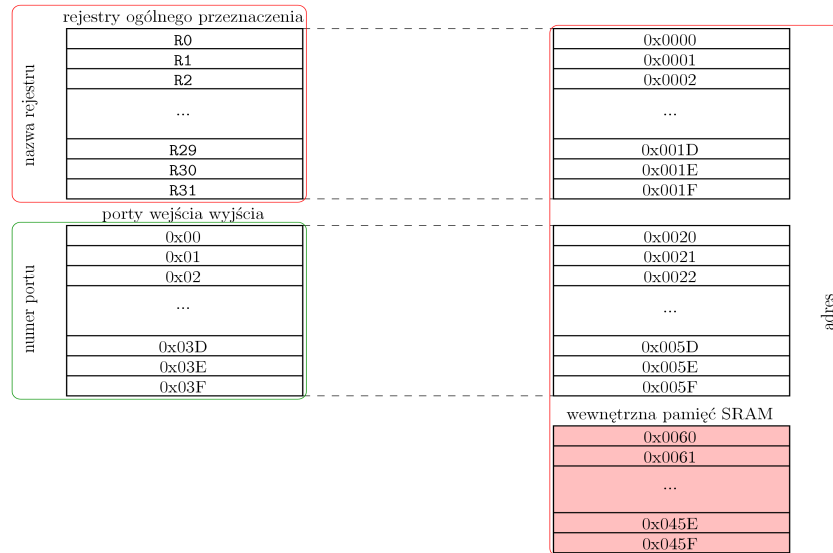 rejestry ogólnego przeznaczenia
nazwa rejestru
R0
R1
R2
...
R29
R30
R31
0x0000
0x0001
0x0002
...
0x001D
0x001E
0x001F
porty wejścia wyjścia
numer portu
0x00
0x01
0x02
...
0x03D
0x03E
0x03F
0x0020
0x0021
0x0022
...
0x005D
0x005E
0x005F
adres
wewnętrzna pamięć SRAM
0x0060
0x0061
...
0x045E
0x045F